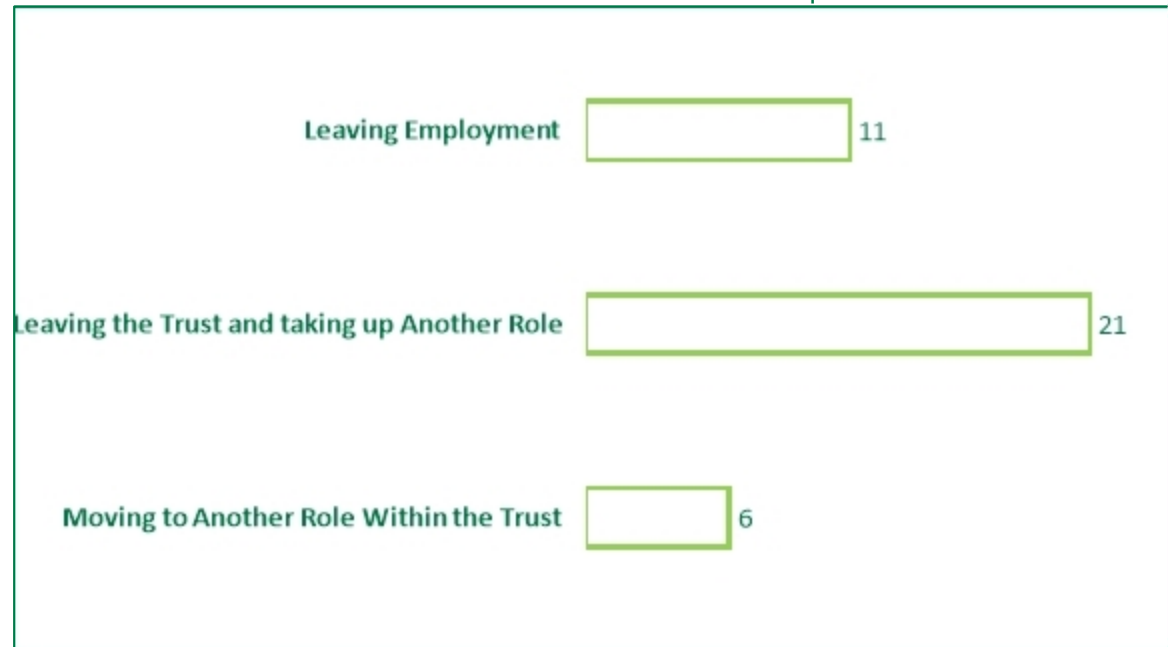 Leaving Employment 11
Leaving the Trust and taking up Another Role 21
Moving to Another Role Within the Trust 6